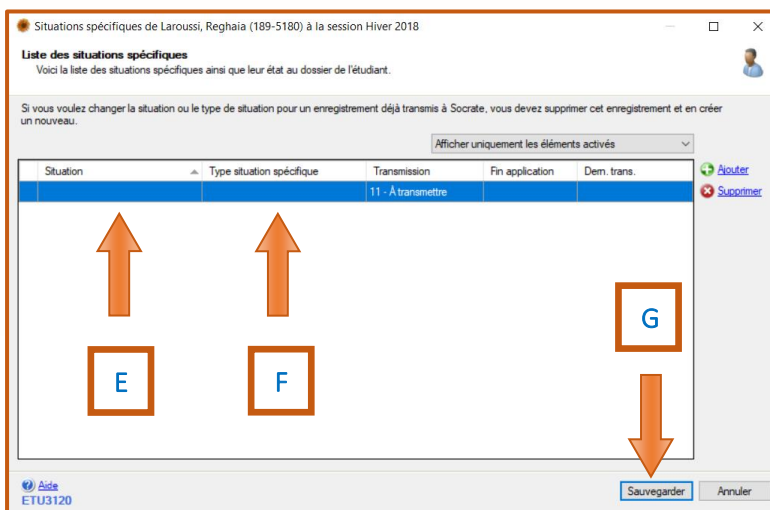 Situations spécifiques de Laroussi, Reghaia (189-5180) à la session Hiver 2018
Liste des situations spécifiques
Voici la liste des situations spécifiques ainsi que leur état au dossier de l'étudiant.
Si vous voulez changer la situation ou le type de situation pour un enregistrement déjà transmis à Socrate, vous devez supprimer cet enregistrement et en créer
un nouveau.
Afficher uniquement les éléments activés
Situation Type situation spécifique Transmission Fin application Dern. trans.
Ajouter
11 - À transmettre
Supprimer
G
E F
Aide
ETU3120
Sauvegarder Annuler